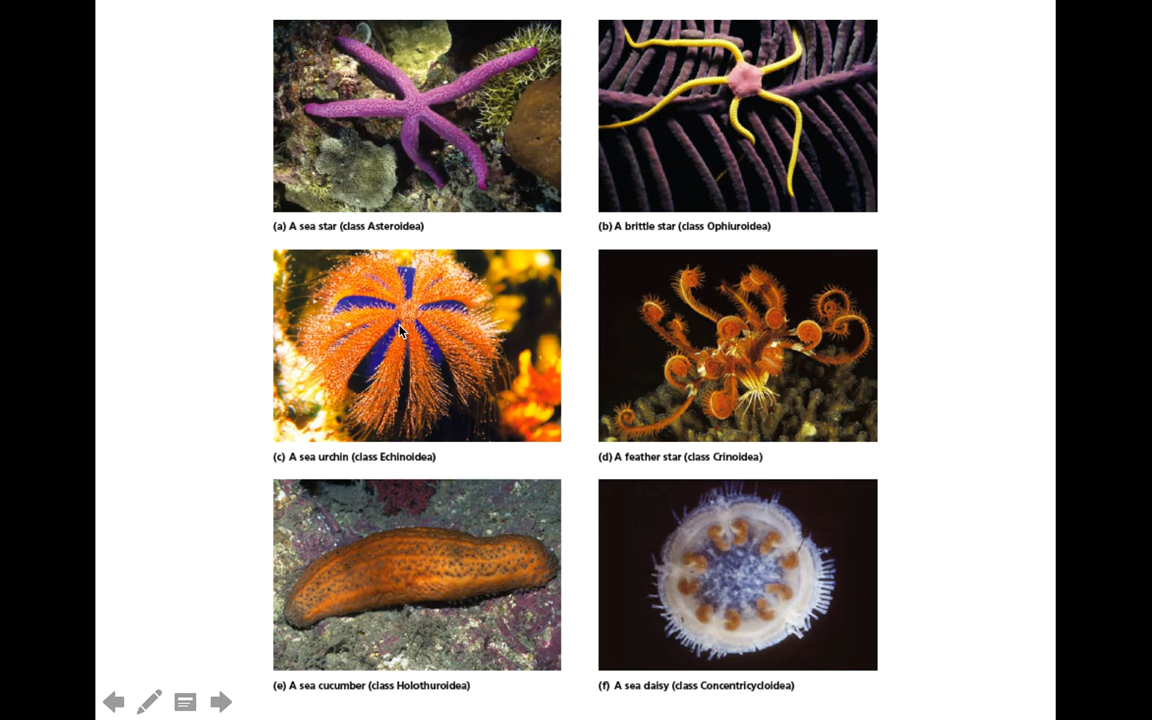 (a) A sea star (class Asteroidea)
(b) A brittle star (class Ophiuroidea)
(c) A sea urchin (class Echinoidea)
(d) A feather star (class Crinoidea)
(e) A sea cucumber (class Holothuroidea)
(f) A sea daisy (class Concentricycloidea)